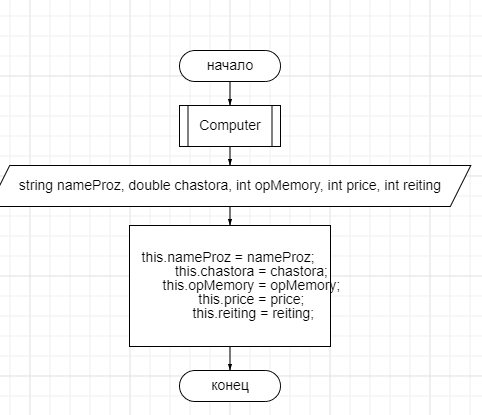 начало
Computer
string nameProz, double chastora, int opMemory, int price, int reiting
this.nameProz = nameProz;
this.chastora = chastora;
this.opMemory = opMemory;
this.price = price;
this.reiting = reiting;
конец